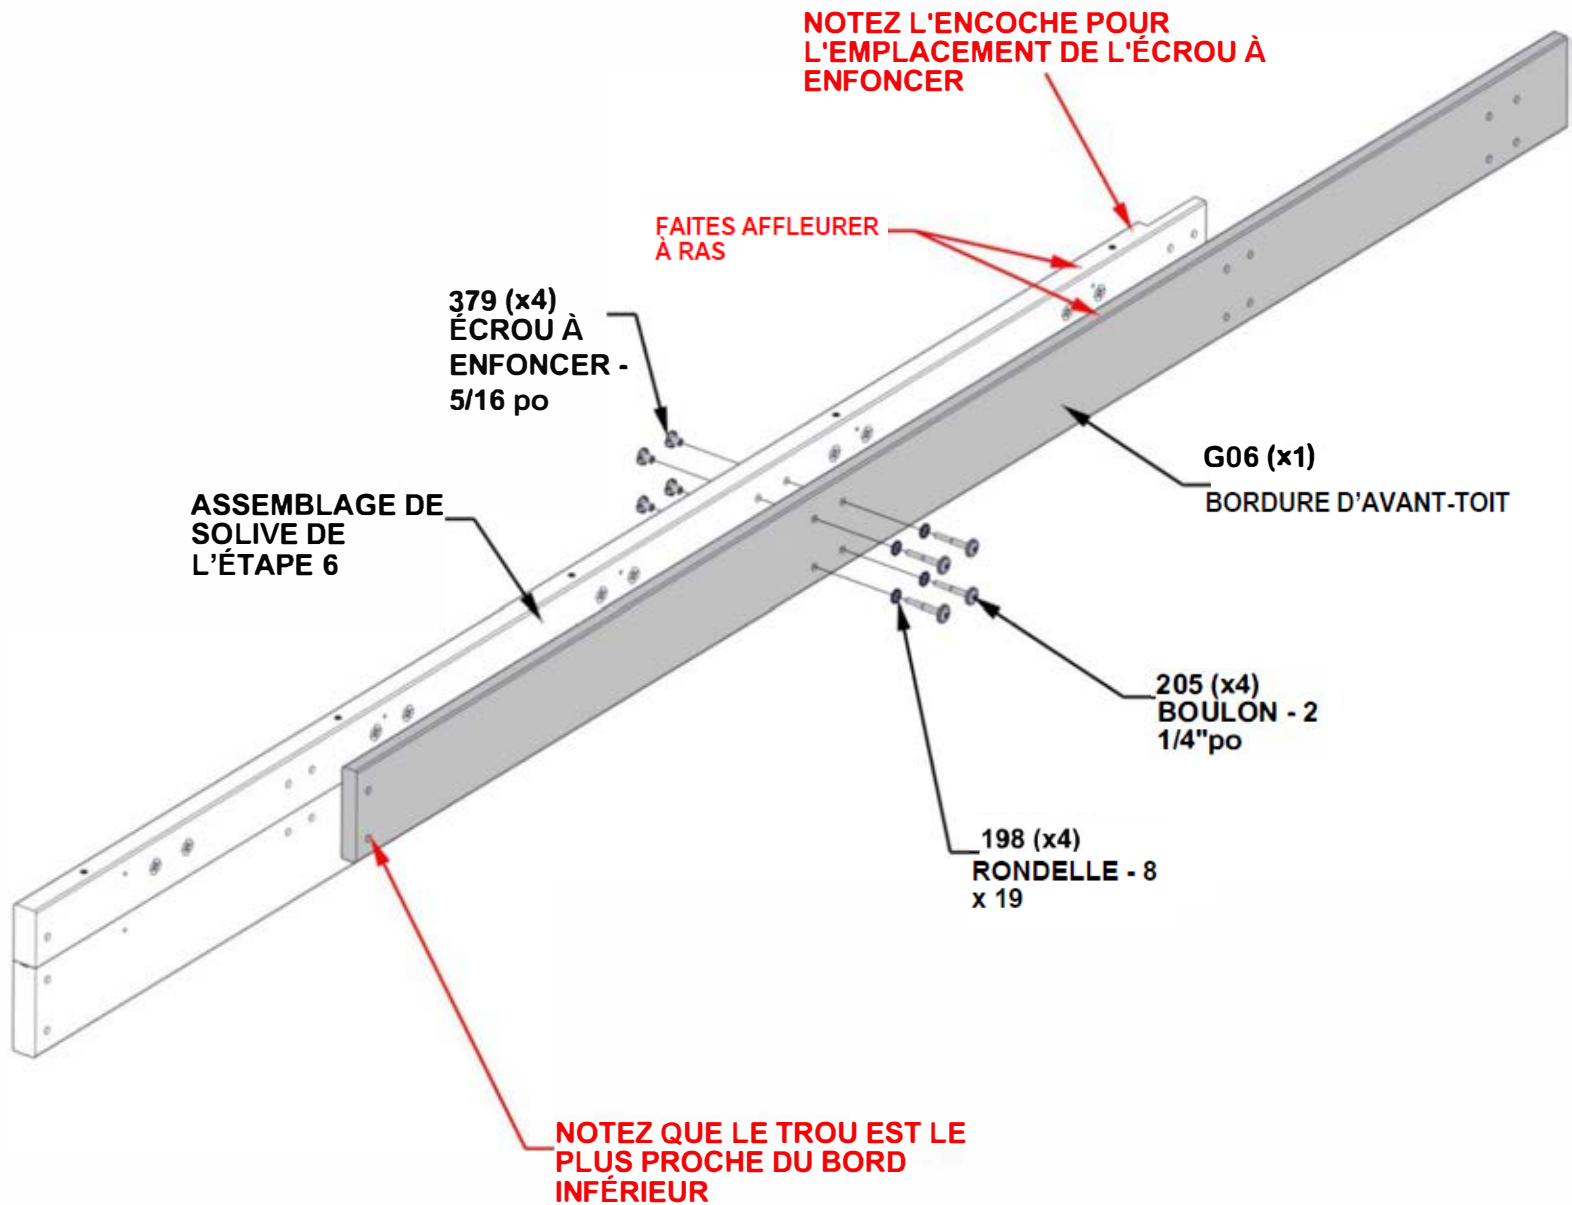 NOTEZ L'ENCOCHE POUR
L'EMPLACEMENT DE L'ÉCROU À
ENFONCER
FAITES AFFLEURER
À RAS
379 (x4)
ÉCROU À
ENFONCER -
5/16 po
G06 (x1)
BORDURE D'AVANT-TOIT
ASSEMBLAGE DE
SOLIVE DE
L'ÉTAPE 6
205 (x4)
BOULON - 2
1/4"po
198 (x4)
RONDELLE - 8
x 19
NOTEZ QUE LE TROU EST LE
PLUS PROCHE DU BORD
INFÉRIEUR